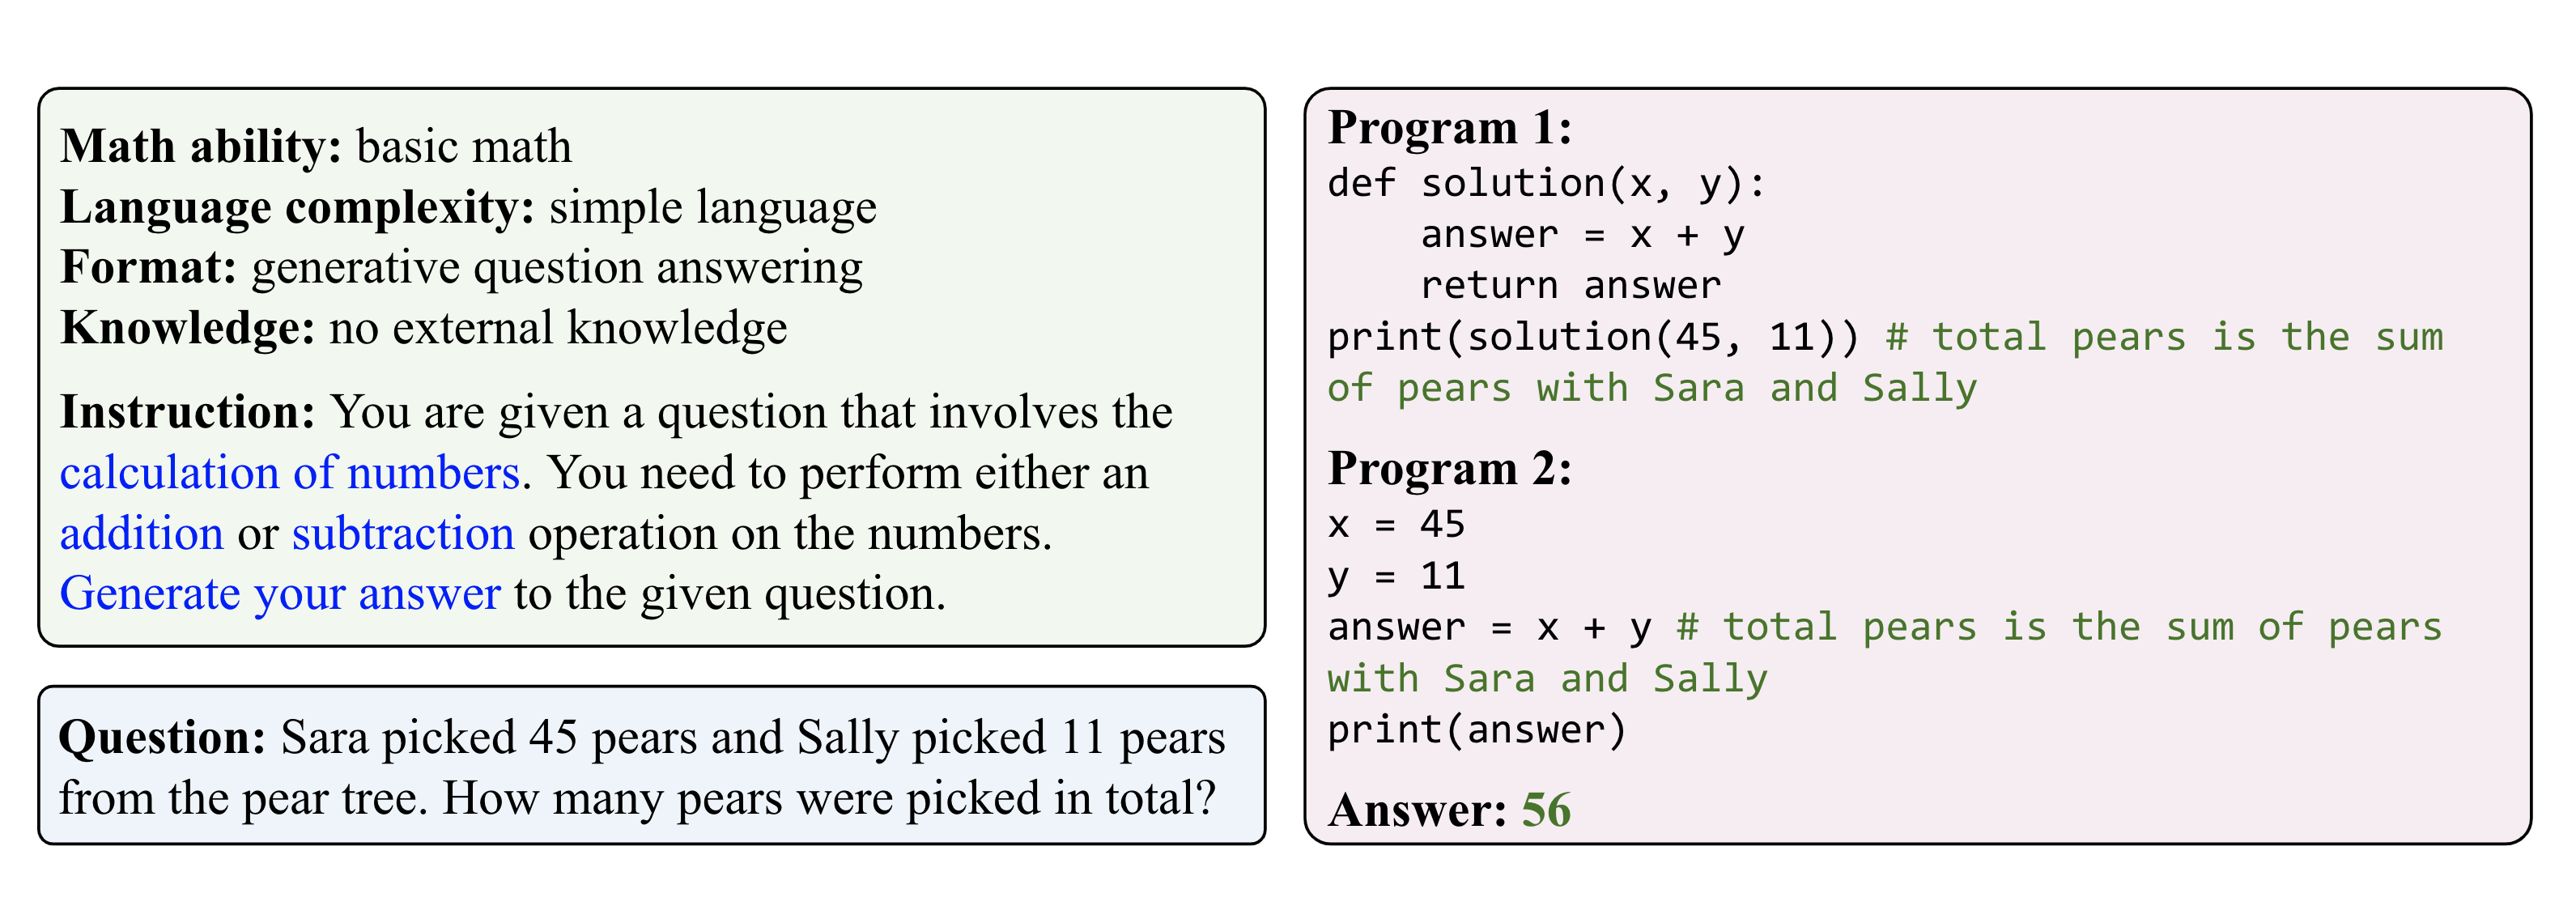 Math ability: basic math
Language complexity: simple language
Format: generative question answering
Knowledge: no external knowledge
Instruction: You are given a question that involves the
calculation of numbers. You need to perform either an
addition or subtraction operation on the numbers.
Generate your answer to the given question.
Question: Sara picked 45 pears and Sally picked 11 pears
from the pear tree. How many pears were picked in total?
Program 1:
def solution(x, y):
    answer = x + y
    return answer
print(solution(45, 11)) # total pears is the sum
of pears with Sara and Sally
Program 2:
x = 45
y = 11
answer = x + y # total pears is the sum of pears
with Sara and Sally
print(answer)
Answer: 56